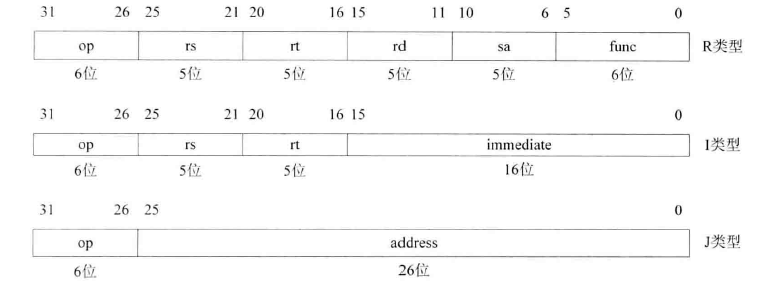 31 26 25 21 20 16 15 11 10 6 5 0
op rs rt rd sa func R类型
6位 5位 5位 5位 5位 6位
31 26 25 21 20 16 15 0
op rs rt immediate I类型
6位 5位 5位 16位
31 26 25 0
op address J类型
6位 26位